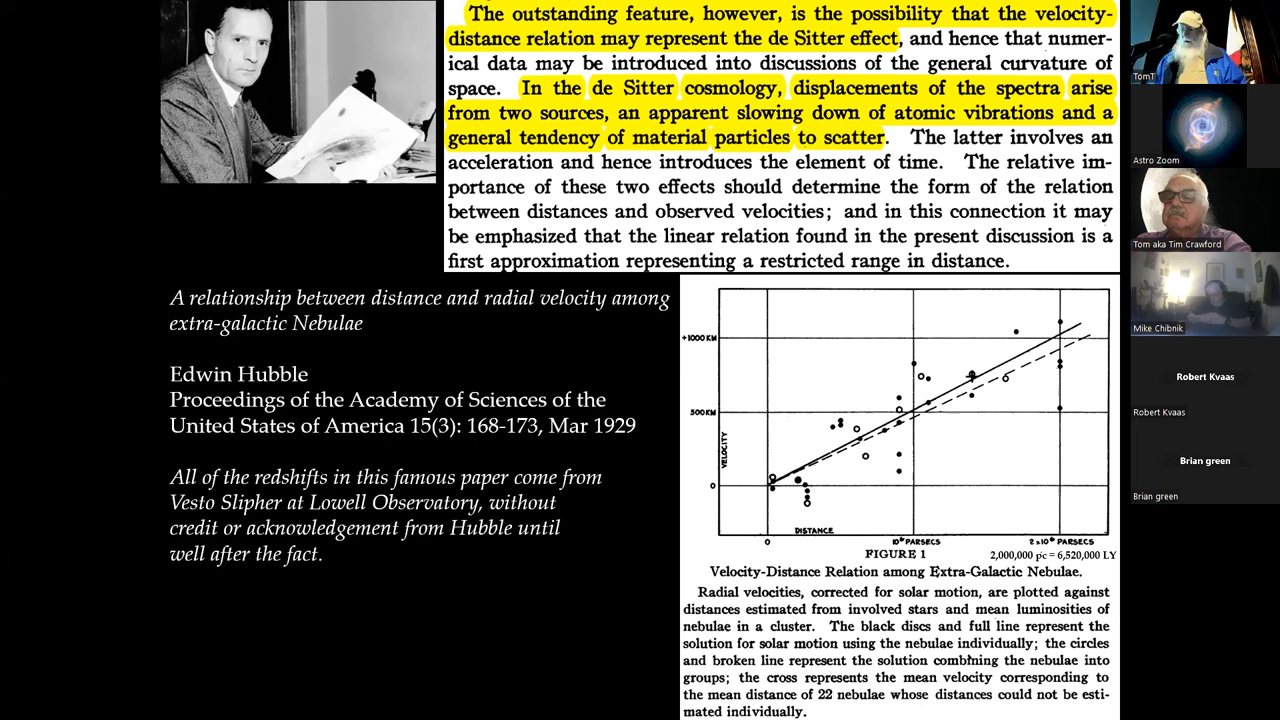 The outstanding feature, however, is the possibility that the velocity-
distance relation may represent the de Sitter effect, and hence that numer-
ical data may be introduced into discussions of the general curvature of
space. In the de Sitter cosmology, displacements of the spectra arise
from two sources, an apparent slowing down of atomic vibrations and a
general tendency of material particles to scatter. The latter involves an
acceleration and hence introduces the element of time. The relative im-
portance of these two effects should determine the form of the relation
between distances and observed velocities; and in this connection it may
be emphasized that the linear relation found in the present discussion is a
first approximation representing a restricted range in distance.
A relationship between distance and radial velocity among
extra-galactic Nebulae
Edwin Hubble
Proceedings of the Academy of Sciences of the
United States of America 15(3): 168-173, Mar 1929
All of the redshifts in this famous paper come from
Vesto Slipher at Lowell Observatory, without
credit or acknowledgement from Hubble until
well after the fact.
+1000 KM
500 KM
0
VELOCITY
DISTANCE
0
10⁶ PARSECS
2 x 10⁶ PARSECS
FIGURE 1
2,000,000 pc = 6,520,000 LY
Velocity-Distance Relation among Extra-Galactic Nebulae.
Radial velocities, corrected for solar motion, are plotted against
distances estimated from involved stars and mean luminosities of
nebulae in a cluster. The black discs and full line represent the
solution for solar motion using the nebulae individually; the circles
and broken line represent the solution combining the nebulae into
groups; the cross represents the mean velocity corresponding to
the mean distance of 22 nebulae whose distances could not be esti-
mated individually.
TomT
Astro Zoom
Tom aka Tim Crawford
Mike Chibnik
Robert Kvaas
Robert Kvaas
Brian green
Brian green